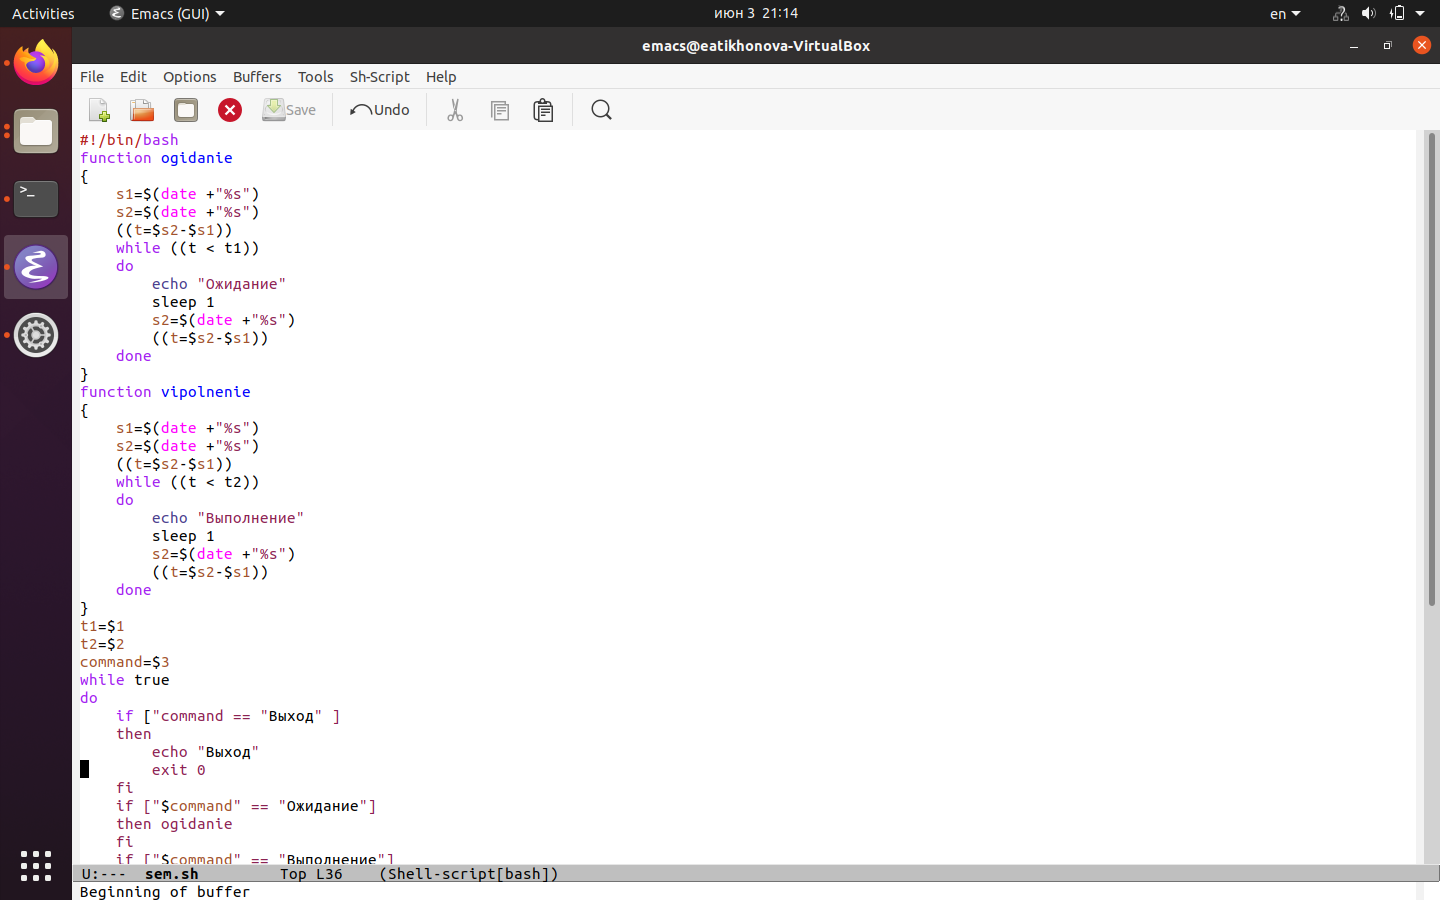 Activities Emacs (GUI) июн 3 21:14 en
emacs@eatikhonova-VirtualBox
File Edit Options Buffers Tools Sh-Script Help
Save Undo
#!/bin/bash
function ogidanie
{
    s1=$(date +"%s")
    s2=$(date +"%s")
    ((t=$s2-$s1))
    while ((t < t1))
    do
        echo "Ожидание"
        sleep 1
        s2=$(date +"%s")
        ((t=$s2-$s1))
    done
}
function vipolnenie
{
    s1=$(date +"%s")
    s2=$(date +"%s")
    ((t=$s2-$s1))
    while ((t < t2))
    do
        echo "Выполнение"
        sleep 1
        s2=$(date +"%s")
        ((t=$s2-$s1))
    done
}
t1=$1
t2=$2
command=$3
while true
do
    if ["command == "Выход" ]
    then
        echo "Выход"
        exit 0
    fi
    if ["$command" == "Ожидание"]
    then ogidanie
    fi
    if ["$command" == "Выполнение"]
U:--- sem.sh Top L36 (Shell-script[bash])
Beginning of buffer